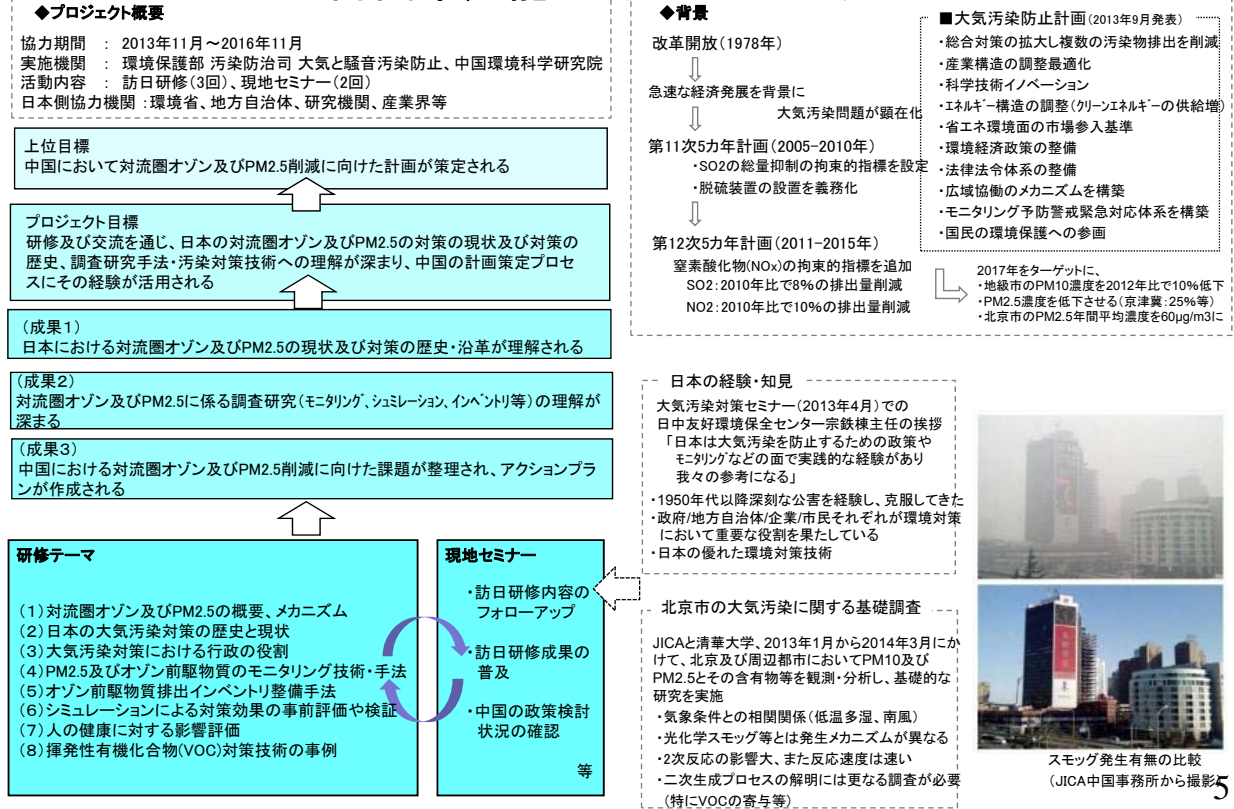 ◆プロジェクト概要
協力期間 : 2013年11月～2016年11月
実施機関 : 環境保護部 汚染防治司 大気と騒音汚染防止、中国環境科学研究院
活動内容 : 訪日研修(3回)、現地セミナー(2回)
日本側協力機関 :環境省、地方自治体、研究機関、産業界等
上位目標
中国において対流圏オゾン及びPM2.5削減に向けた計画が策定される
プロジェクト目標
研修及び交流を通じ、日本の対流圏オゾン及びPM2.5の対策の現状及び対策の
歴史、調査研究手法・汚染対策技術への理解が深まり、中国の計画策定プロセ
スにその経験が活用される
(成果1)
日本における対流圏オゾン及びPM2.5の現状及び対策の歴史・沿革が理解される
(成果2)
対流圏オゾン及びPM2.5に係る調査研究(モニタリング、シュミレーション、インベントリ等)の理解が
深まる
(成果3)
中国における対流圏オゾン及びPM2.5削減に向けた課題が整理され、アクションプラ
ンが作成される
研修テーマ
(1)対流圏オゾン及びPM2.5の概要、メカニズム
(2)日本の大気汚染対策の歴史と現状
(3)大気汚染対策における行政の役割
(4)PM2.5及びオゾン前駆物質のモニタリング技術・手法
(5)オゾン前駆物質排出インベントリ整備手法
(6)シミュレーションによる対策効果の事前評価や検証
(7)人の健康に対する影響評価
(8)揮発性有機化合物(VOC)対策技術の事例
現地セミナー
・訪日研修内容の
フォローアップ
・訪日研修成果の
普及
・中国の政策検討
状況の確認
等
◆背景
改革開放(1978年)
急速な経済発展を背景に
大気汚染問題が顕在化
第11次5カ年計画(2005-2010年)
・SO2の総量抑制の拘束的指標を設定
・脱硫装置の設置を義務化
第12次5カ年計画(2011-2015年)
窒素酸化物(NOx)の拘束的指標を追加
SO2:2010年比で8%の排出量削減
NO2:2010年比で10%の排出量削減
■大気汚染防止計画(2013年9月発表)
・総合対策の拡大し複数の汚染物排出を削減
・産業構造の調整最適化
・科学技術イノベーション
・エネルギー構造の調整(クリーンエネルギーの供給増)
・省エネ環境面の市場参入基準
・環境経済政策の整備
・法律法令体系の整備
・広域協働のメカニズムを構築
・モニタリング予防警戒緊急対応体系を構築
・国民の環境保護への参画
2017年をターゲットに、
・地級市のPM10濃度を2012年比で10%低下
・PM2.5濃度を低下させる(京津冀:25%等)
・北京市のPM2.5年間平均濃度を60μg/m3に
日本の経験・知見
大気汚染対策セミナー(2013年4月)での
日中友好環境保全センター宗鉄棟主任の挨拶
「日本は大気汚染を防止するための政策や
モニタリングなどの面で実践的な経験があり
我々の参考になる」
・1950年代以降深刻な公害を経験し、克服してきた
・政府/地方自治体/企業/市民それぞれが環境対策
において重要な役割を果たしている
・日本の優れた環境対策技術
北京市の大気汚染に関する基礎調査
JICAと清華大学、2013年1月から2014年3月にか
けて、北京及び周辺都市においてPM10及び
PM2.5とその含有物等を観測・分析し、基礎的な
研究を実施
・気象条件との相関関係(低温多湿、南風)
・光化学スモッグ等とは発生メカニズムが異なる
・2次反応の影響大、また反応速度は速い
・二次生成プロセスの解明には更なる調査が必要
(特にVOCの寄与等)
スモッグ発生有無の比較
(JICA中国事務所から撮影)
5